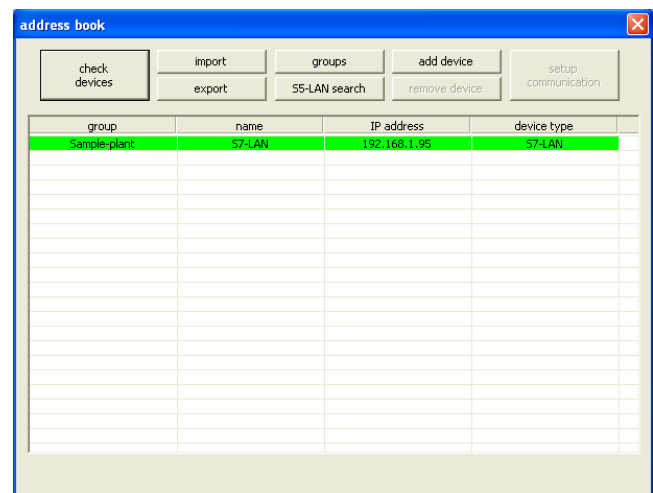 address book
check devices
import
groups
add device
setup communication
export
S5-LAN search
remove device
group name IP address device type
Sample-plant S7-LAN 192.168.1.95 S7-LAN